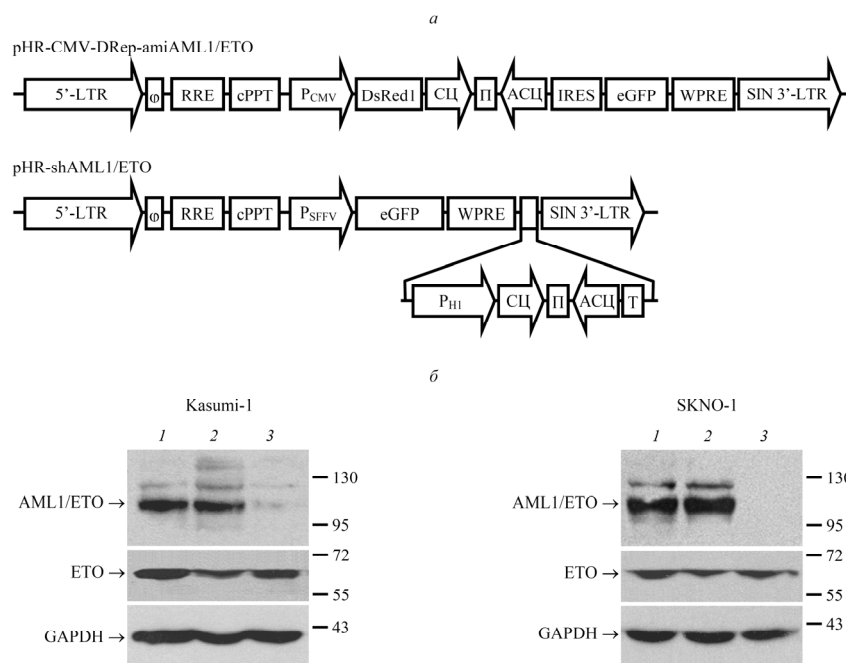 а
pHR-CMV-DRep-amiAML1/ETO
5’-LTR φ RRE cPPT PCMV DsRed1 СЦ П АСЦ IRES eGFP WPRE SIN 3’-LTR
pHR-shAML1/ETO
5’-LTR φ RRE cPPT PSFFV eGFP WPRE SIN 3’-LTR
PH1 СЦ П АСЦ Т
б
Kasumi-1
1 2 3
AML1/ETO →
130
95
ETO →
72
55
GAPDH →
43
SKNO-1
1 2 3
AML1/ETO →
130
95
ETO →
72
55
GAPDH →
43